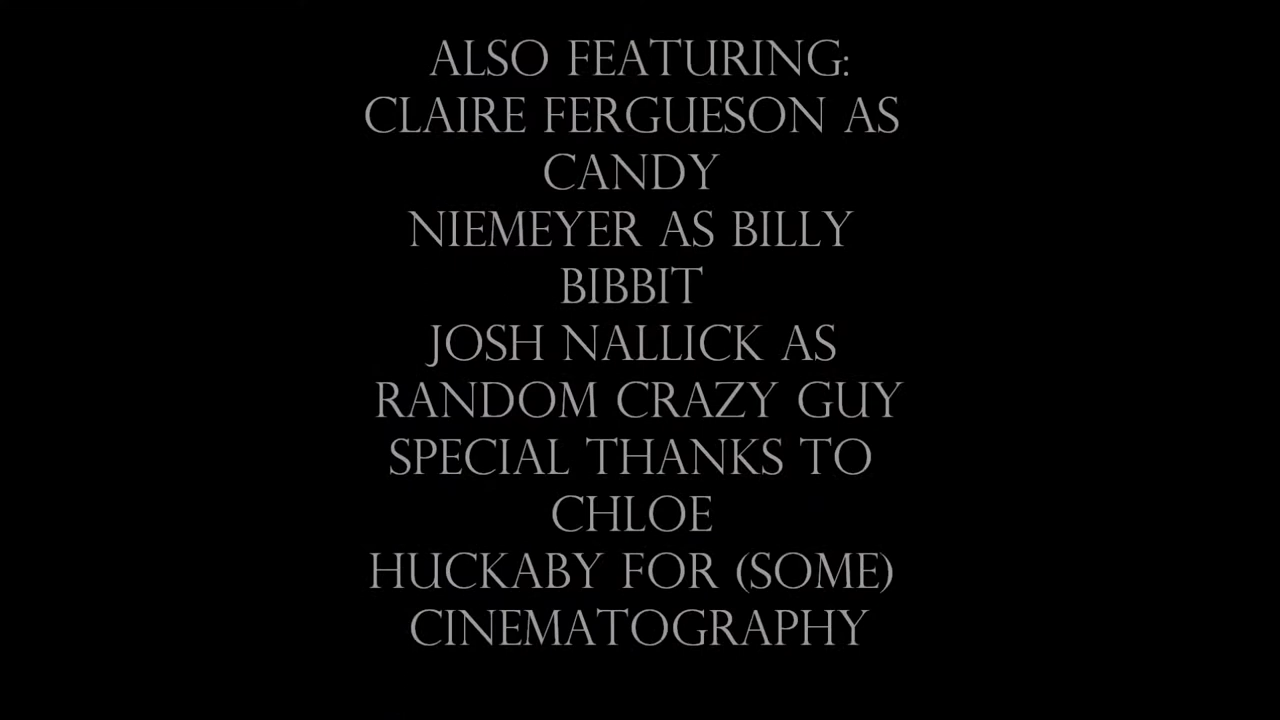 ALSO FEATURING:
CLAIRE FERGUESON AS
CANDY
NIEMEYER AS BILLY
BIBBIT
JOSH NALLICK AS
RANDOM CRAZY GUY
SPECIAL THANKS TO
CHLOE
HUCKABY FOR (SOME)
CINEMATOGRAPHY